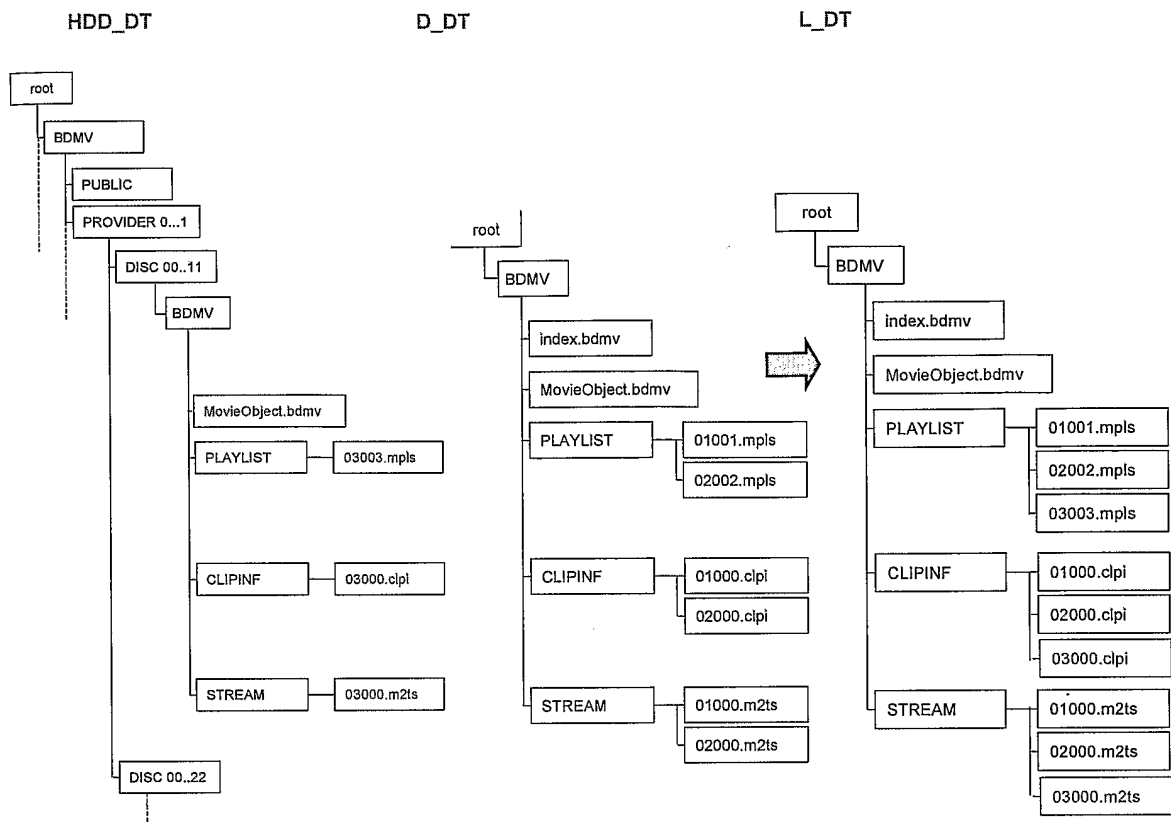 HDD_DT
D_DT
L_DT
root
BDMV
PUBLIC
PROVIDER 0...1
DISC 00..11
BDMV
MovieObject.bdmv
PLAYLIST
03003.mpls
CLIPINF
03000.clpi
STREAM
03000.m2ts
DISC 00..22
root
BDMV
index.bdmv
MovieObject.bdmv
PLAYLIST
01001.mpls
02002.mpls
CLIPINF
01000.clpi
02000.clpi
STREAM
01000.m2ts
02000.m2ts
root
BDMV
index.bdmv
MovieObject.bdmv
PLAYLIST
01001.mpls
02002.mpls
03003.mpls
CLIPINF
01000.clpi
02000.clpi
03000.clpi
STREAM
01000.m2ts
02000.m2ts
03000.m2ts